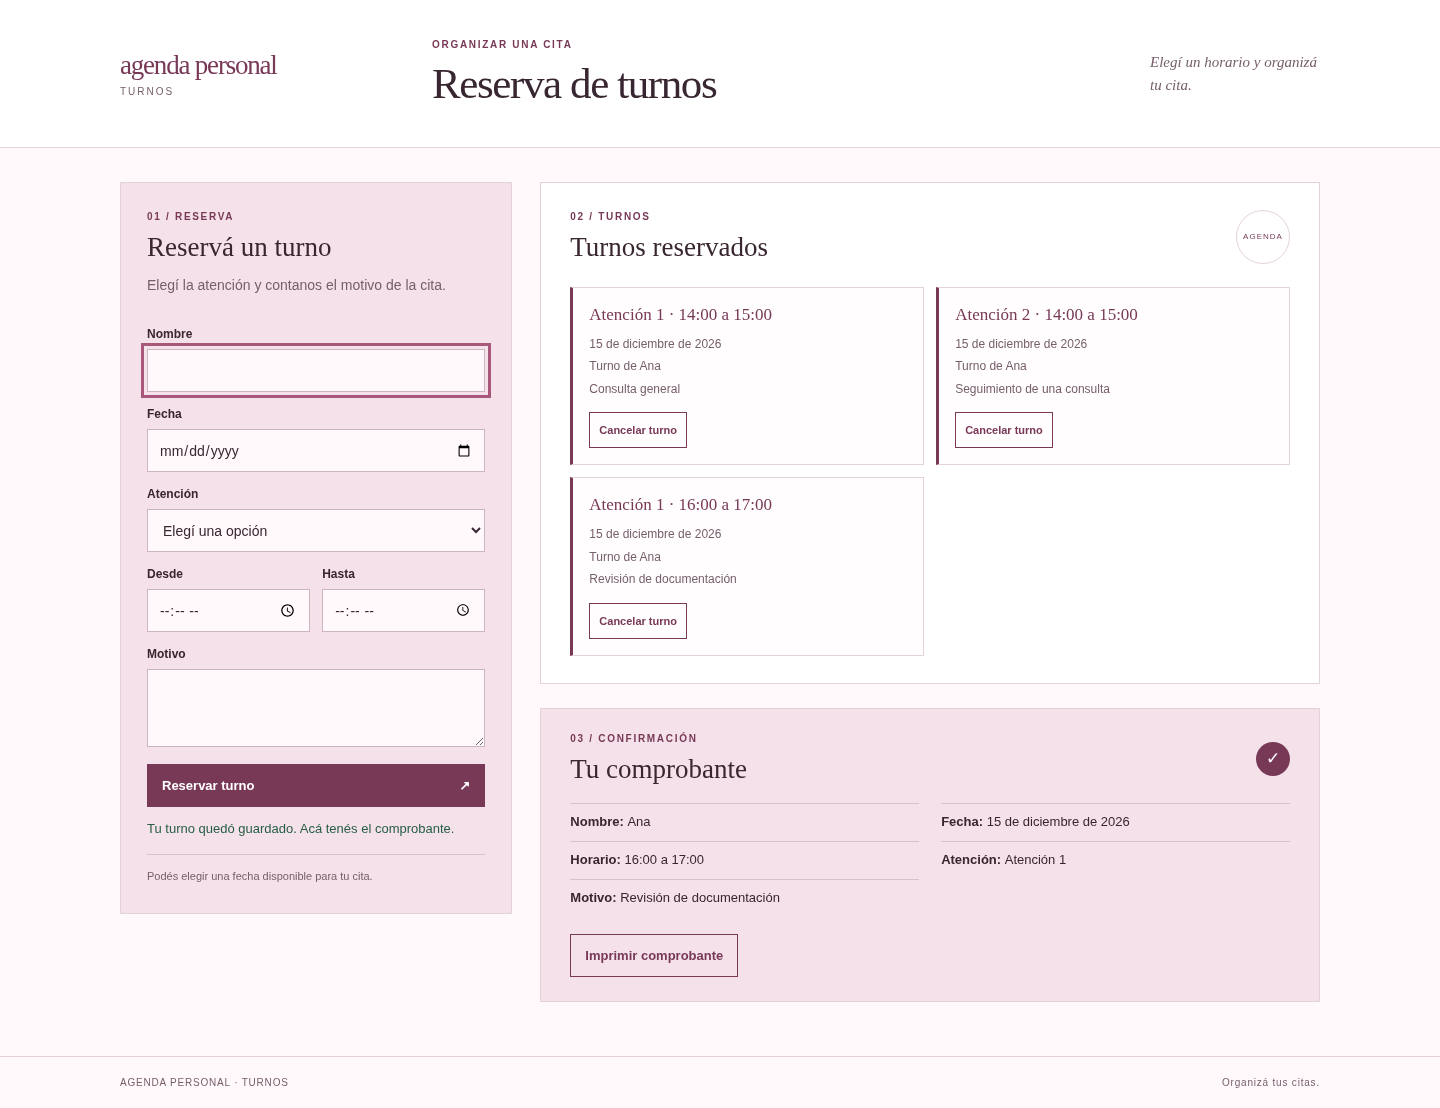 agenda personal
TURNOS
ORGANIZAR UNA CITA
Reserva de turnos
Elegí un horario y organizá
tu cita.
01 / RESERVA
Reservá un turno
Elegí la atención y contanos el motivo de la cita.
Nombre
Fecha
mm/dd/yyyy
Atención
Elegí una opción
Desde
Hasta
--:-- --
--:-- --
Motivo
Reservar turno ↗
Tu turno quedó guardado. Acá tenés el comprobante.
Podés elegir una fecha disponible para tu cita.
02 / TURNOS
Turnos reservados
AGENDA
Atención 1 · 14:00 a 15:00
15 de diciembre de 2026
Turno de Ana
Consulta general
Cancelar turno
Atención 2 · 14:00 a 15:00
15 de diciembre de 2026
Turno de Ana
Seguimiento de una consulta
Cancelar turno
Atención 1 · 16:00 a 17:00
15 de diciembre de 2026
Turno de Ana
Revisión de documentación
Cancelar turno
03 / CONFIRMACIÓN
Tu comprobante
✓
Nombre: Ana
Fecha: 15 de diciembre de 2026
Horario: 16:00 a 17:00
Atención: Atención 1
Motivo: Revisión de documentación
Imprimir comprobante
AGENDA PERSONAL · TURNOS
Organizá tus citas.